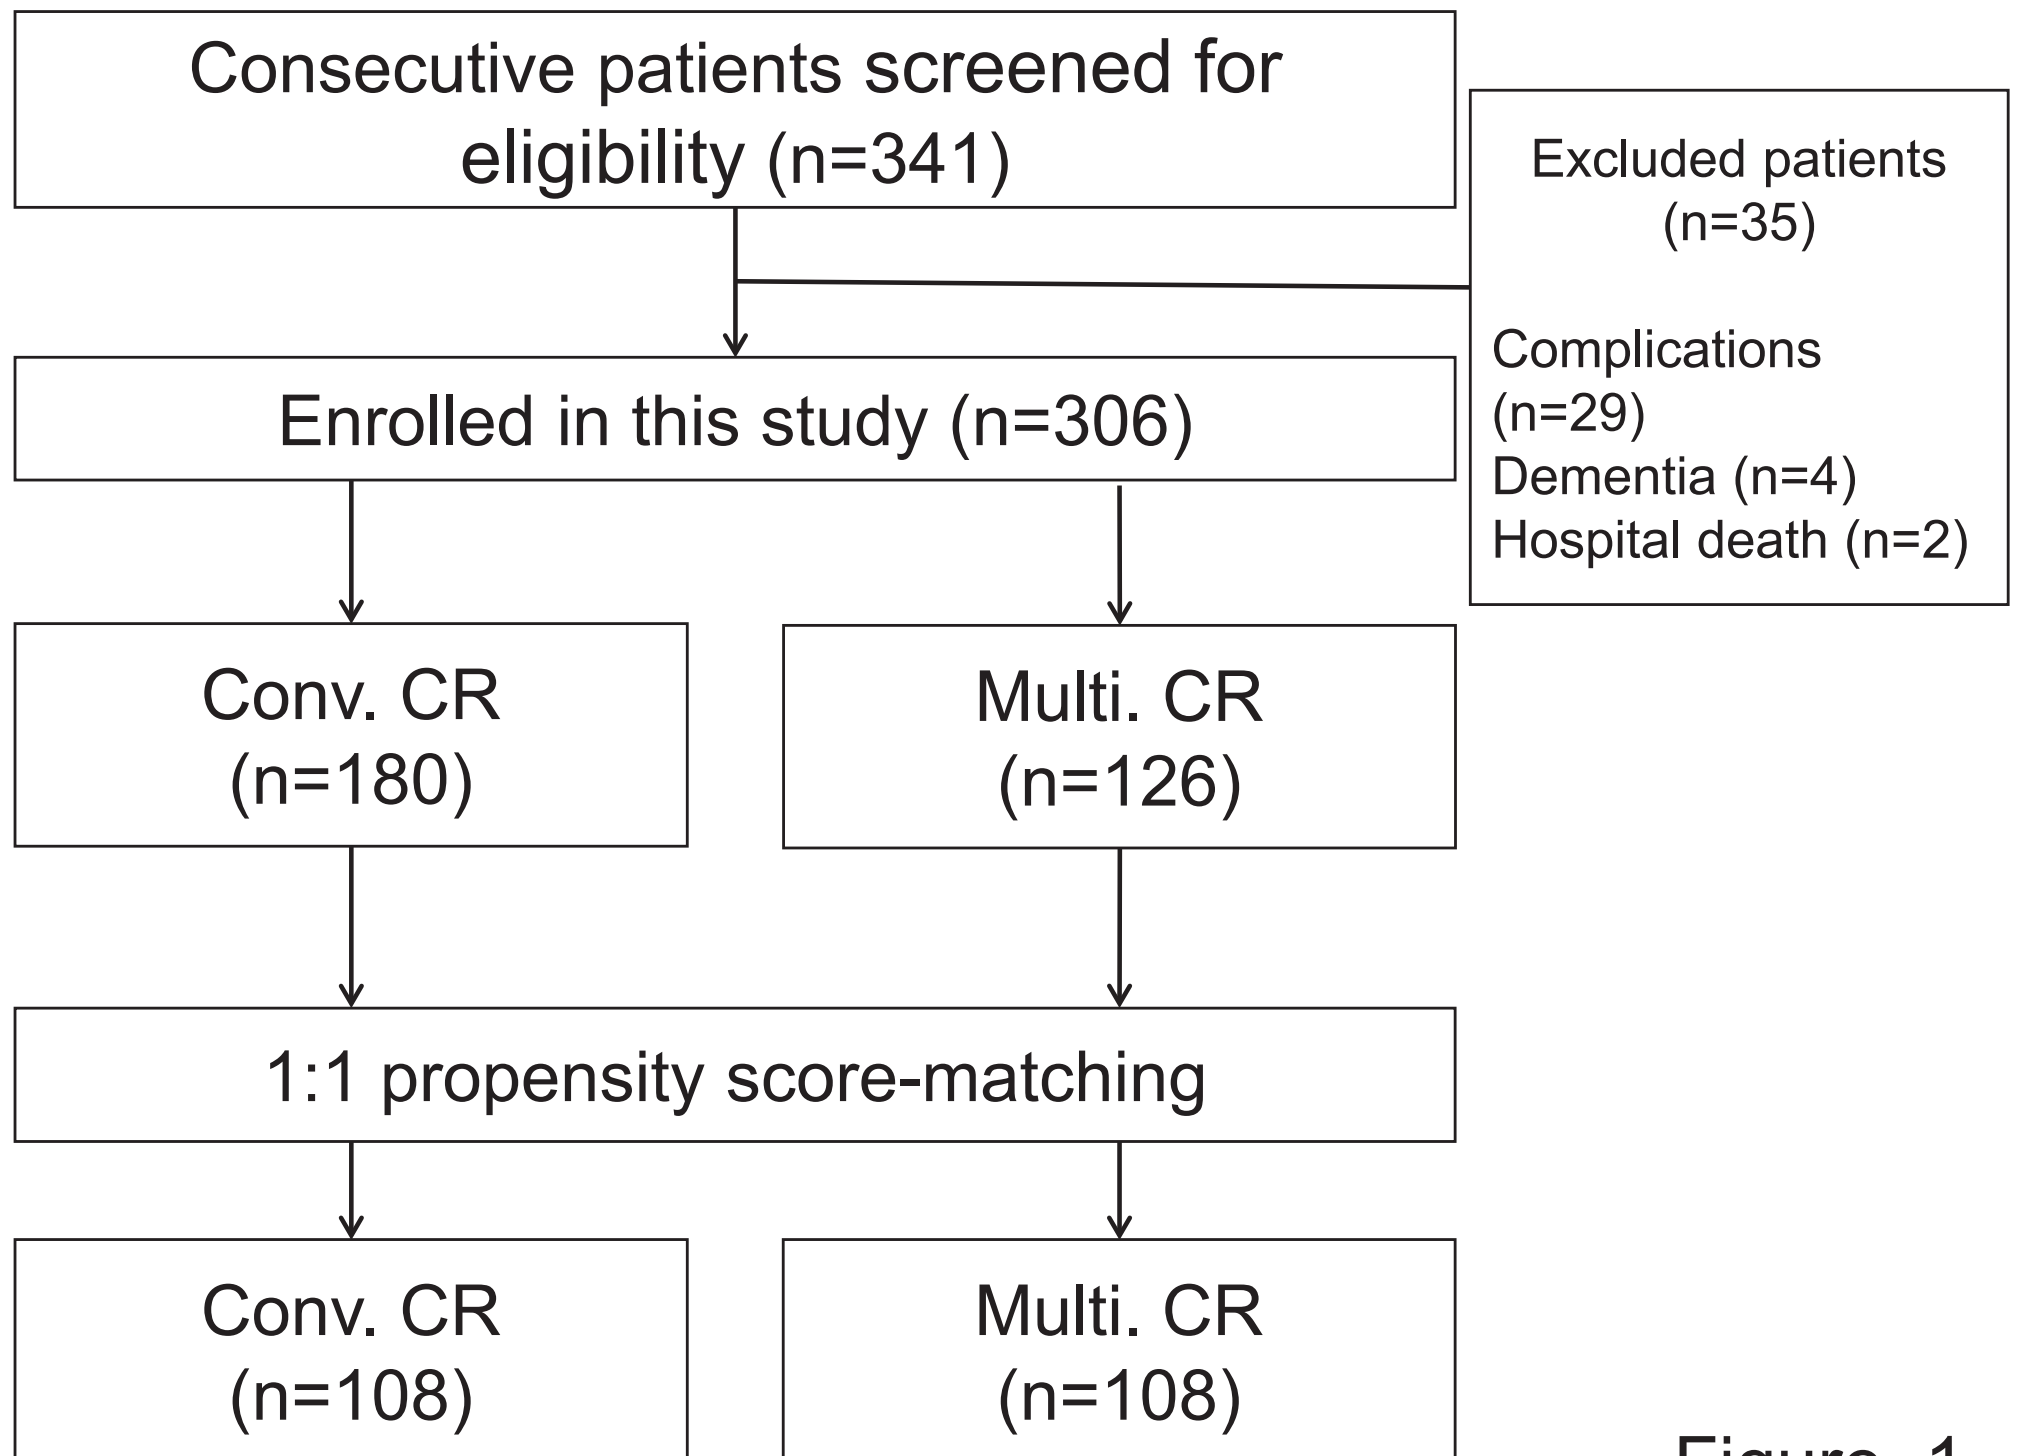 Consecutive patients screened for
eligibility (n=341)
Excluded patients
(n=35)
Complications
(n=29)
Dementia (n=4)
Hospital death (n=2)
Enrolled in this study (n=306)
Conv. CR
(n=180)
Multi. CR
(n=126)
1:1 propensity score-matching
Conv. CR
(n=108)
Multi. CR
(n=108)
Figure. 1